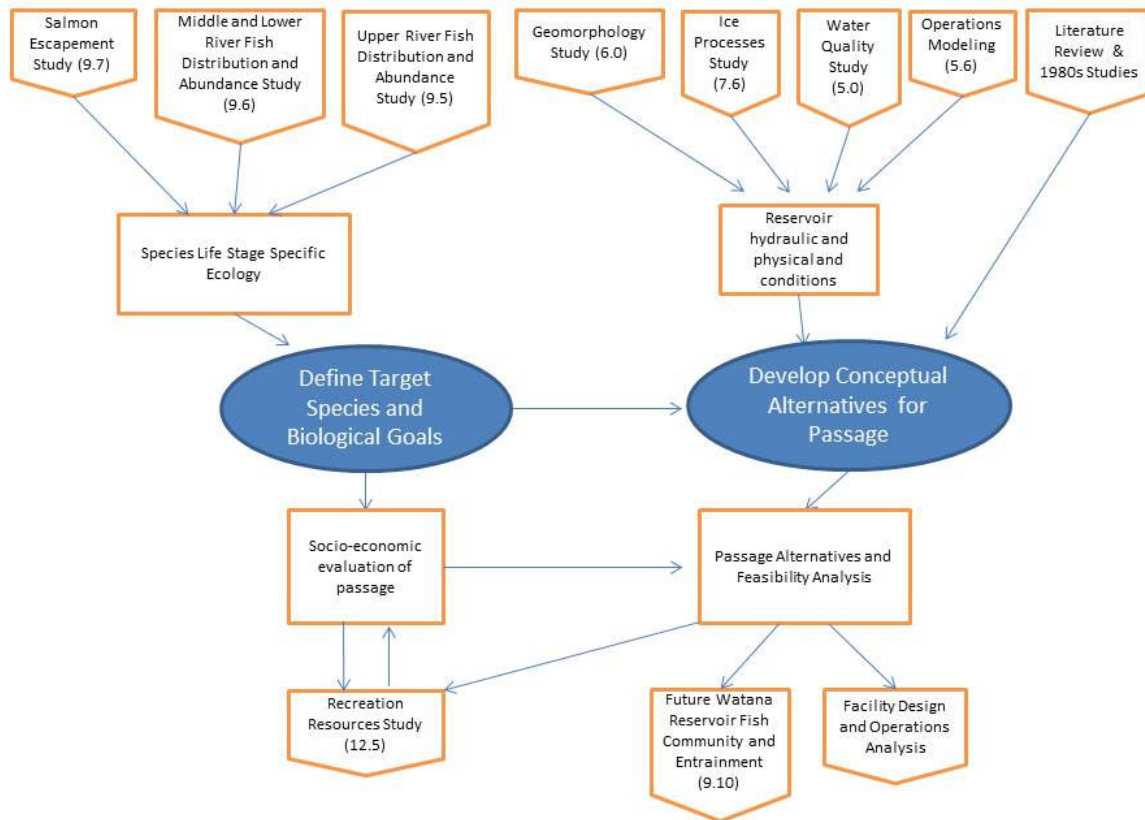 Salmon
Escapement
Study (9.7)
Middle and Lower
River Fish
Distribution and
Abundance Study
(9.6)
Upper River Fish
Distribution and
Abundance
Study (9.5)
Geomorphology
Study (6.0)
Ice
Processes
Study
(7.6)
Water Quality
Study
(5.0)
Operations
Modeling
(5.6)
Literature
Review &
1980s Studies
Species Life Stage Specific
Ecology
Reservoir
hydraulic and
physical and
conditions
Define Target
Species and
Biological Goals
Develop Conceptual
Alternatives for
Passage
Socio-economic
evaluation of
passage
Passage Alternatives and
Feasibility Analysis
Recreation
Resources Study
(12.5)
Future Watana
Reservoir Fish
Community and
Entrainment
(9.10)
Facility Design
and Operations
Analysis